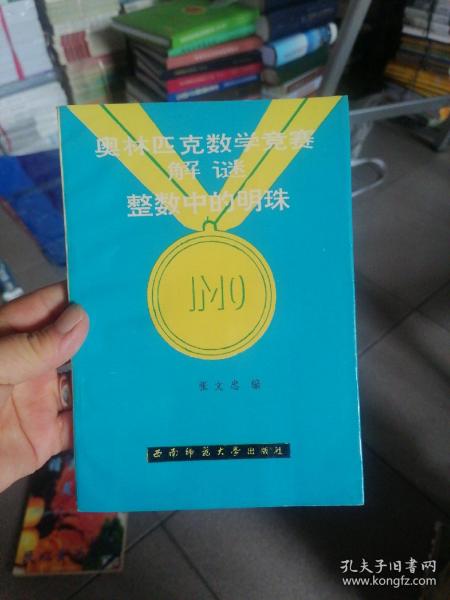 奥林匹克数学竞赛
解谜
整数中的明珠
IMO
张文忠 编
西南师范大学出版社
孔夫子旧书网
www.kongfz.com